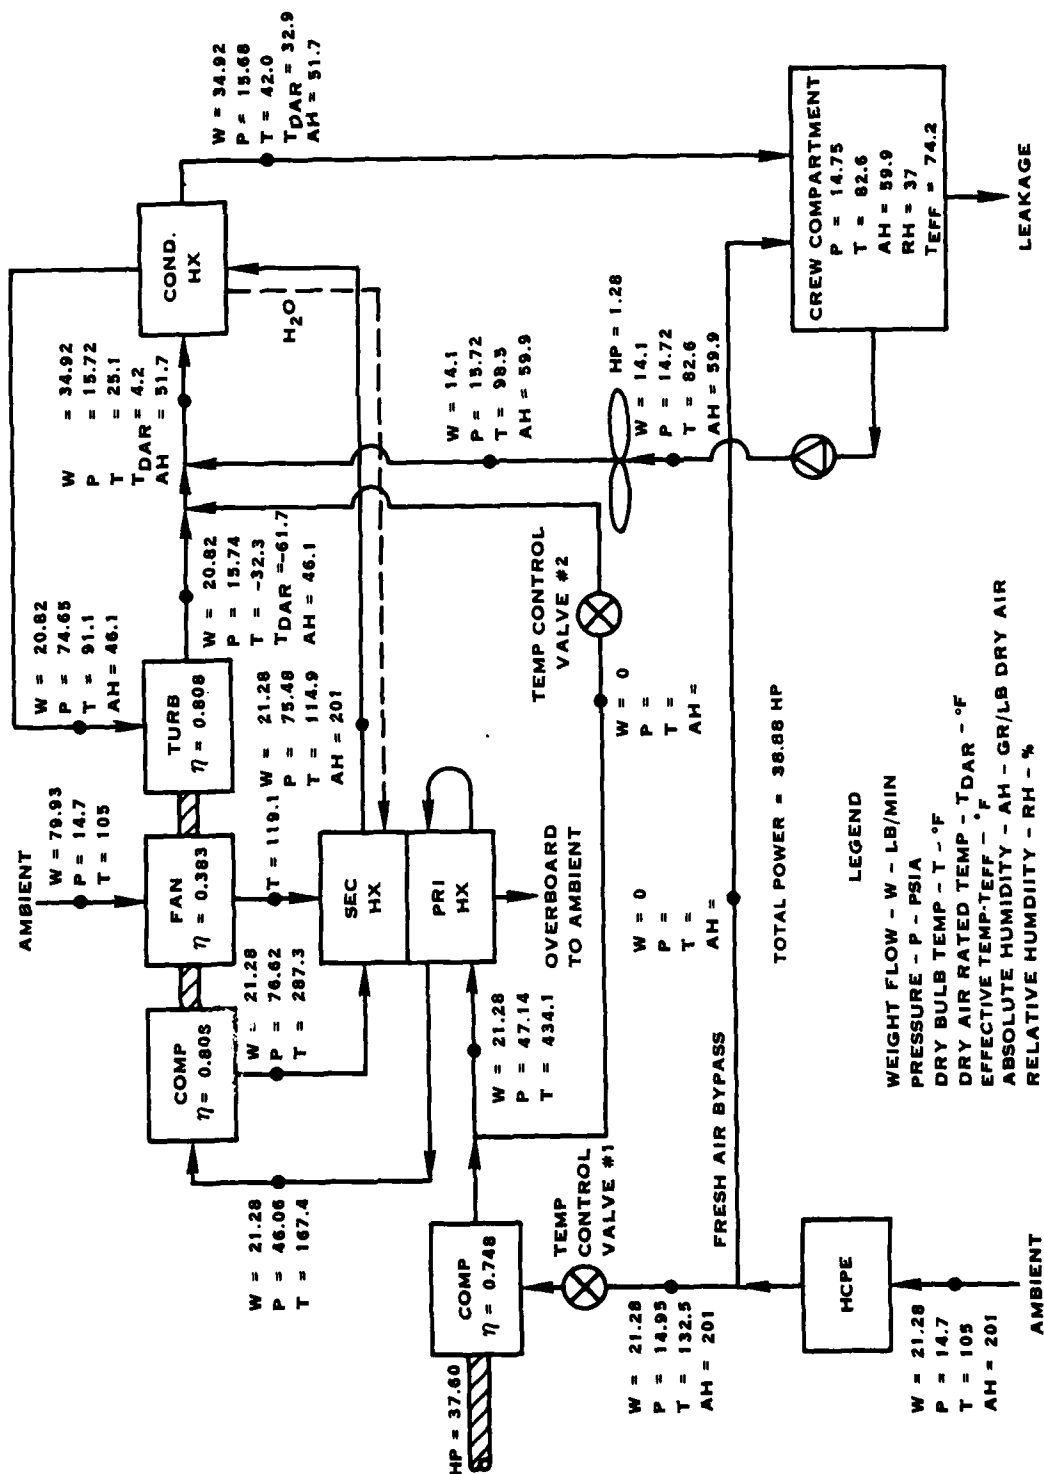 W = 34.92
P = 15.68
T = 42.0
TDAR = 32.9
AH = 51.7
COND.
HX
H2O
W = 34.92
P = 15.72
T = 25.1
TDAR = 4.2
AH = 51.7
W = 20.82
P = 74.65
T = 91.1
AH = 46.1
TURB
η = 0.808
W = 20.82
P = 15.74
T = -32.3
TDAR = -61.7
AH = 46.1
AMBIENT
W = 79.93
P = 14.7
T = 105
FAN
η = 0.383
T = 119.1
W = 21.28
P = 75.48
T = 114.9
AH = 201
COMP
η = 0.805
W = 21.28
P = 76.62
T = 287.3
SEC
HX
PRI
HX
OVERBOARD
TO AMBIENT
W = 21.28
P = 46.06
T = 167.4
W = 21.28
P = 47.14
T = 434.1
COMP
η = 0.748
HP = 37.60
TEMP
CONTROL
VALVE #1
W = 21.28
P = 14.95
T = 132.5
AH = 201
HCPE
AMBIENT
W = 21.28
P = 14.7
T = 105
AH = 201
FRESH AIR BYPASS
W = 0
P =
T =
AH =
TEMP CONTROL
VALVE #2
W = 0
P =
T =
AH =
W = 14.1
P = 15.72
T = 98.5
AH = 59.9
HP = 1.28
W = 14.1
P = 14.72
T = 82.6
AH = 59.9
CREW COMPARTMENT
P = 14.75
T = 82.6
AH = 59.9
RH = 37
TEFF = 74.2
LEAKAGE
TOTAL POWER = 38.88 HP
LEGEND
WEIGHT FLOW - W - LB/MIN
PRESSURE - P - PSIA
DRY BULB TEMP - T - °F
DRY AIR RATED TEMP - TDAR - °F
EFFECTIVE TEMP-TEFF - °F
ABSOLUTE HUMIDITY - AH - GR/LB DRY AIR
RELATIVE HUMDITY - RH - %